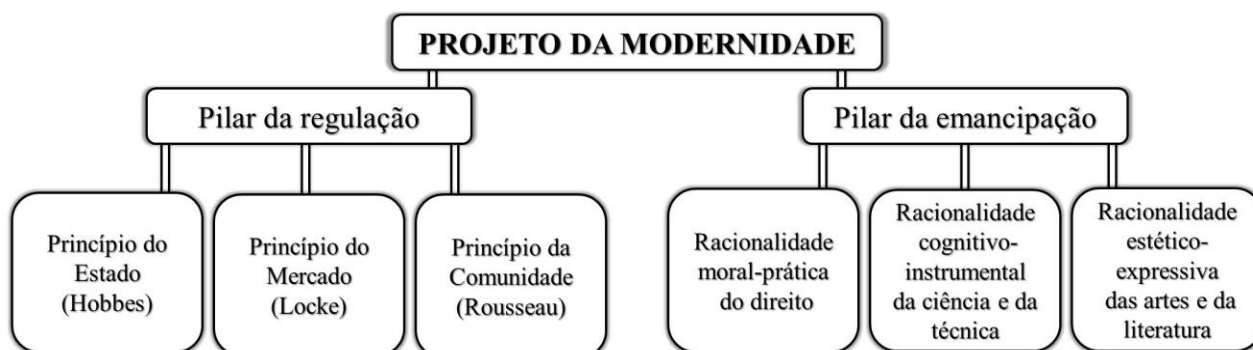 PROJETO DA MODERNIDADE
Pilar da regulação
Pilar da emancipação
Princípio do
Estado
(Hobbes)
Princípio do
Mercado
(Locke)
Princípio da
Comunidade
(Rousseau)
Racionalidade
moral-prática
do direito
Racionalidade
cognitivo-
instrumental
da ciência e da
técnica
Racionalidade
estético-
expressiva
das artes e da
literatura